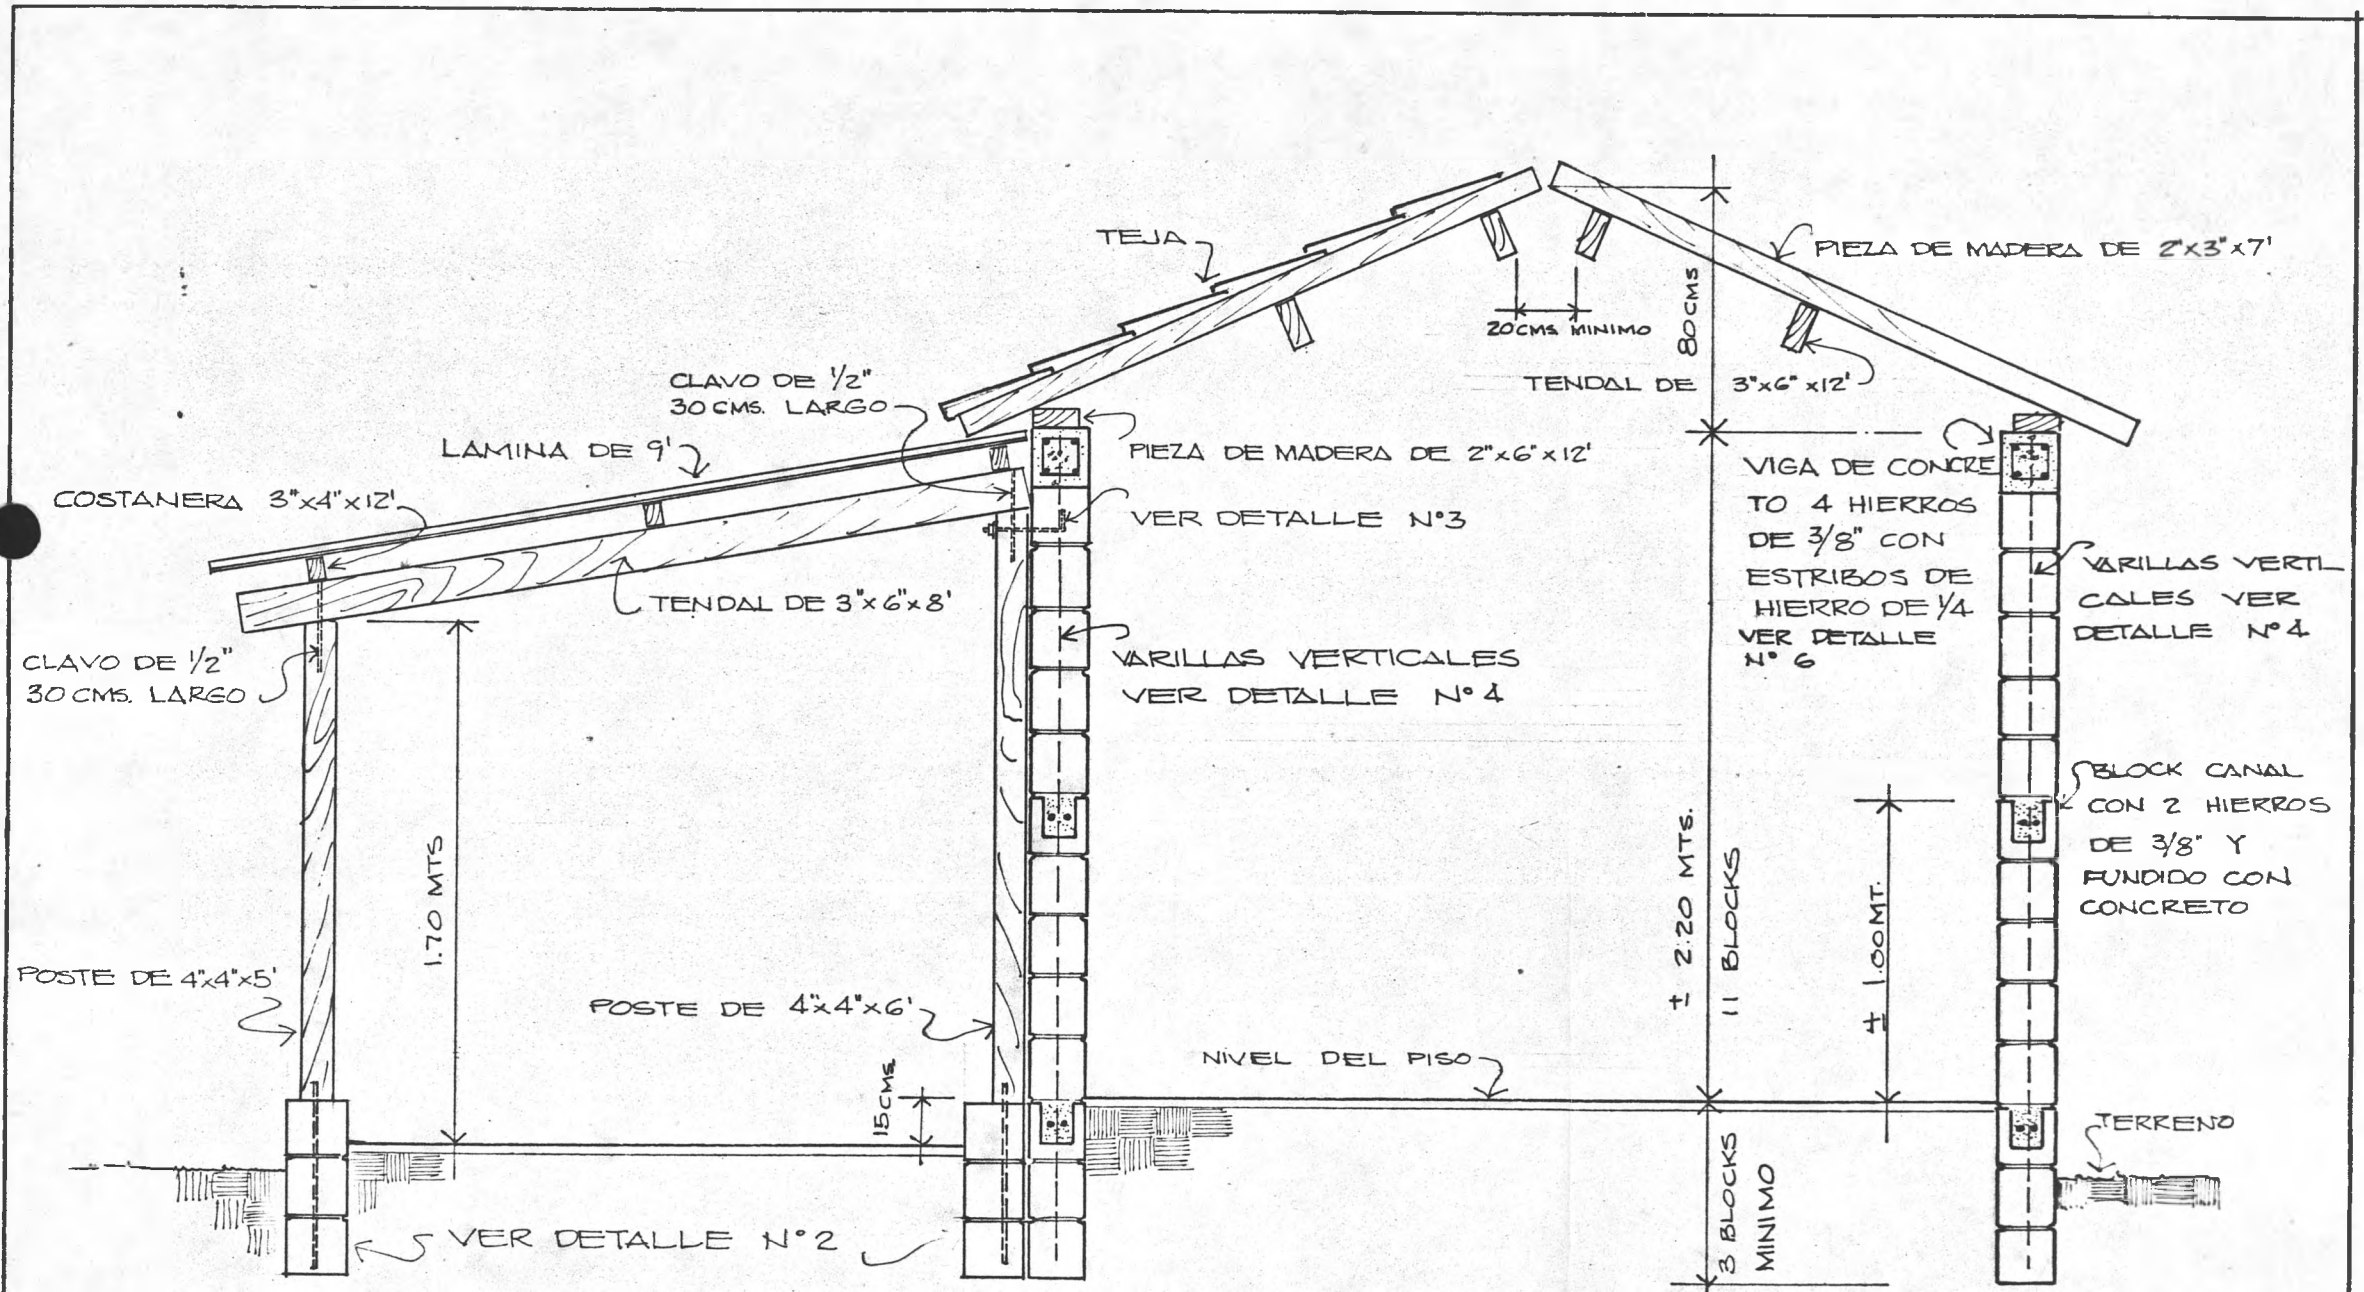 TEJA
PIEZA DE MADERA DE 2"x3"x7'
80 CMS
20 CMS MINIMO
TENDAL DE 3"x6"x12'
CLAVO DE 1/2"
30 CMS. LARGO
LAMINA DE 9'
PIEZA DE MADERA DE 2"x6"x12'
COSTANERA 3"x4"x12'
VER DETALLE Nº3
VIGA DE CONCRE
TO 4 HIERROS
DE 3/8" CON
ESTRIBOS DE
HIERRO DE 1/4
VER DETALLE
Nº 6
VARILLAS VERTI_
CALES VER
DETALLE Nº 4
TENDAL DE 3"x6"x8'
CLAVO DE 1/2"
30 CMS. LARGO
VARILLAS VERTICALES
VER DETALLE Nº 4
BLOCK CANAL
CON 2 HIERROS
DE 3/8" Y
FUNDIDO CON
CONCRETO
1.70 MTS
± 2.20 MTS.
11 BLOCKS
± 1.00 MT.
POSTE DE 4"x4"x5'
POSTE DE 4"x4"x6'
15 CMS
NIVEL DEL PISO
TERRENO
3 BLOCKS
MINIMO
VER DETALLE Nº2